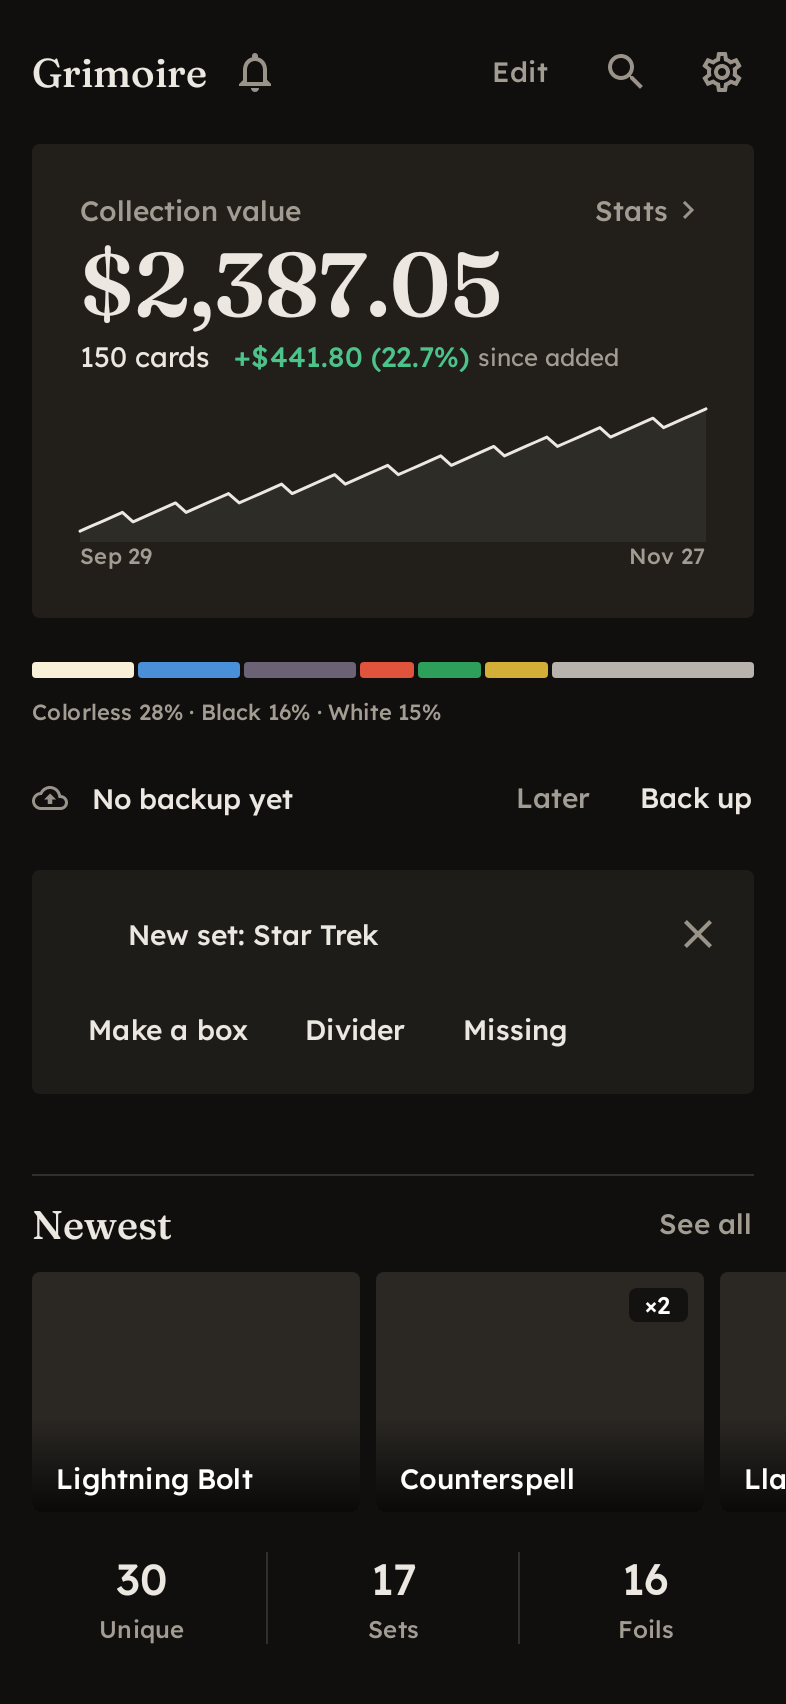 Grimoire Edit
Collection value Stats
$2,387.05
150 cards +$441.80 (22.7%) since added
Sep 29 Nov 27
Colorless 28% · Black 16% · White 15%
No backup yet Later Back up
New set: Star Trek
Make a box Divider Missing
Newest See all
×2
Lightning Bolt Counterspell Lla
30 17 16
Unique Sets Foils